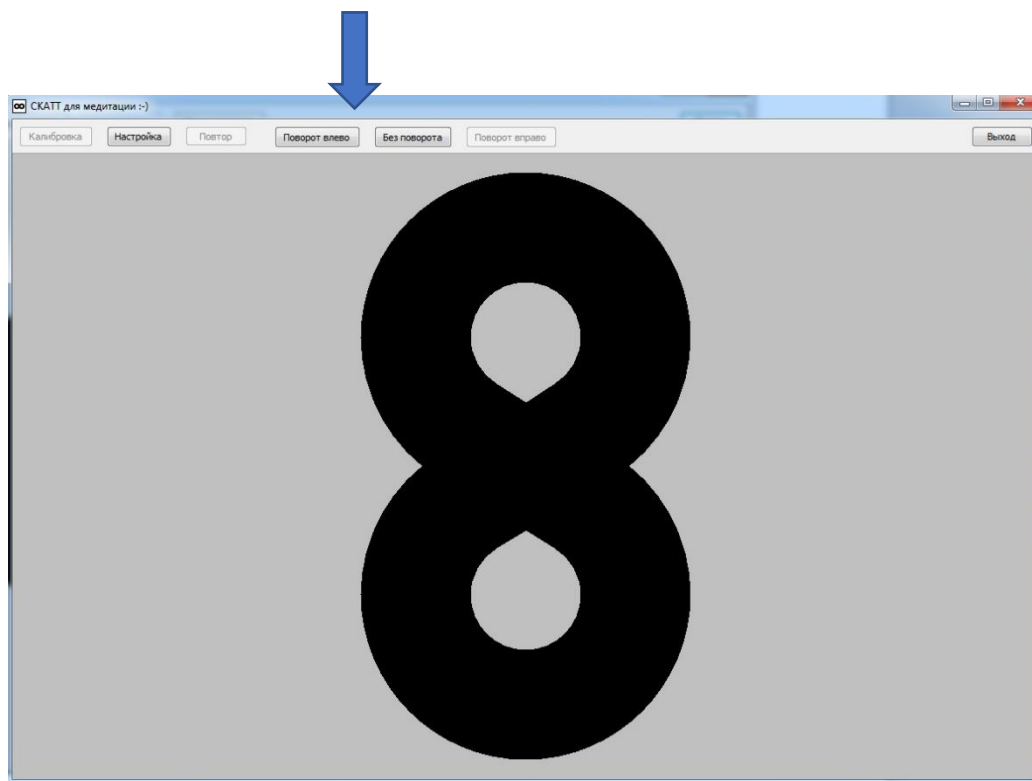 СКАТТ для медитации :-)
Калибровка Настройка Повтор Поворот влево Без поворота Поворот вправо Выход
8